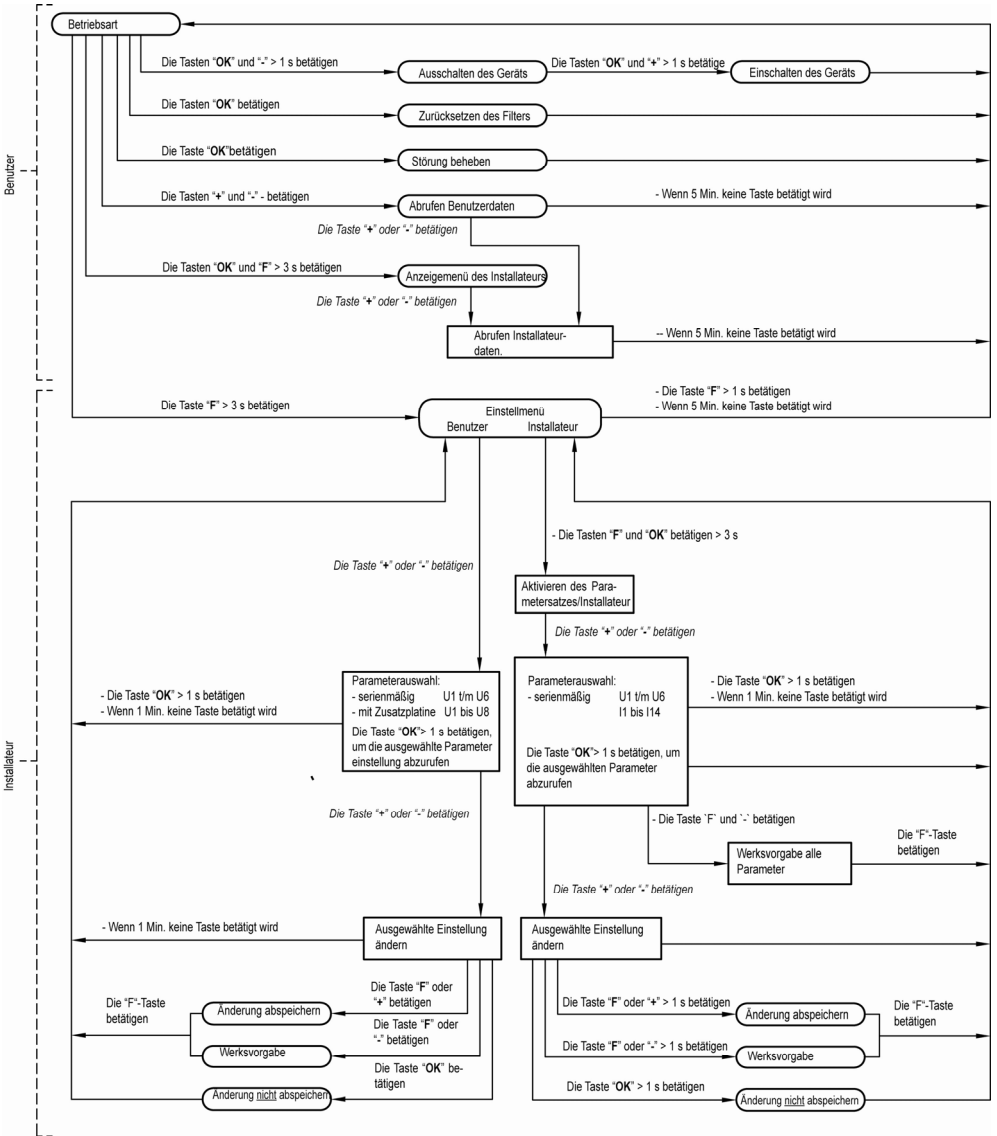 Betriebsart
Die Tasten “OK” und “-” > 1 s betätigen
Ausschalten des Geräts
Die Tasten “OK” und “+” > 1 s betätige
Einschalten des Geräts
Die Tasten “OK” betätigen
Zurücksetzen des Filters
Die Taste “OK”betätigen
Störung beheben
Die Tasten “+” und “-” - betätigen
Abrufen Benutzerdaten
- Wenn 5 Min. keine Taste betätigt wird
Die Taste “+” oder “-” betätigen
Die Tasten “OK” und “F” > 3 s betätigen
Anzeigemenü des Installateurs
Die Taste “+” oder “-” betätigen
Abrufen Installateur-
daten.
-- Wenn 5 Min. keine Taste betätigt wird
Benutzer
Die Taste “F” > 3 s betätigen
Einstellmenü
Benutzer Installateur
- Die Taste “F” > 1 s betätigen
- Wenn 5 Min. keine Taste betätigt wird
- Die Tasten “F” und “OK” betätigen > 3 s
Die Taste “+” oder “-” betätigen
Aktivieren des Para-
metersatzes/Installateur
Die Taste “+” oder “-” betätigen
- Die Taste “OK” > 1 s betätigen
- Wenn 1 Min. keine Taste betätigt wird
Parameterauswahl:
- serienmäßig U1 t/m U6
- mit Zusatzplatine U1 bis U8
Die Taste “OK”> 1 s betätigen,
um die ausgewählte Parameter
einstellung abzurufen
Parameterauswahl:
- serienmäßig U1 t/m U6
I1 bis I14
Die Taste “OK”> 1 s betätigen, um
die ausgewählten Parameter
abzurufen
- Die Taste “OK” > 1 s betätigen
- Wenn 1 Min. keine Taste betätigt wird
Installateur
Die Taste “+” oder “-” betätigen
- Die Taste `F` und `-` betätigen
Werksvorgabe alle
Parameter
Die “F“-Taste
betätigen
Die Taste “+” oder “-” betätigen
- Wenn 1 Min. keine Taste betätigt wird
Ausgewählte Einstellung
ändern
Ausgewählte Einstellung
ändern
Die “F“-Taste
betätigen
Änderung abspeichern
Die Taste “F” oder
“+” betätigen
Werksvorgabe
Die Taste “F” oder
“-” betätigen
Änderung nicht abspeichern
Die Taste “OK” be-
tätigen
Die Taste “F” oder “+” > 1 s betätigen
Änderung abspeichern
Die “F“-Taste
betätigen
Die Taste “F” oder “-” > 1 s betätigen
Werksvorgabe
Die Taste “OK” > 1 s betätigen
Änderung nicht abspeichern